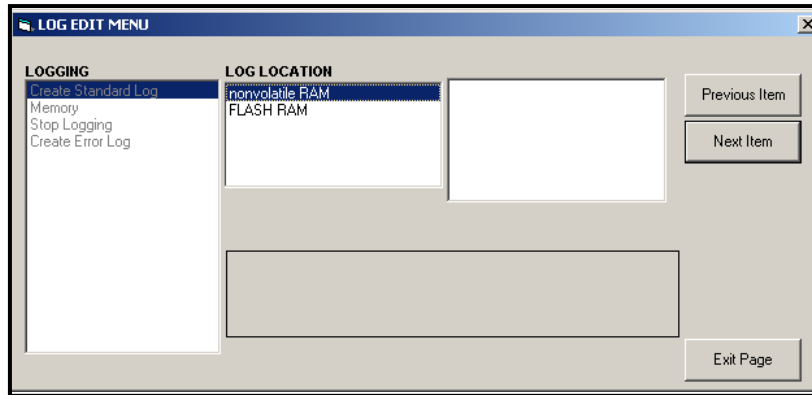 LOG EDIT MENU
LOGGING
Create Standard Log
Memory
Stop Logging
Create Error Log
LOG LOCATION
nonvolatile RAM
FLASH RAM
Previous Item
Next Item
Exit Page